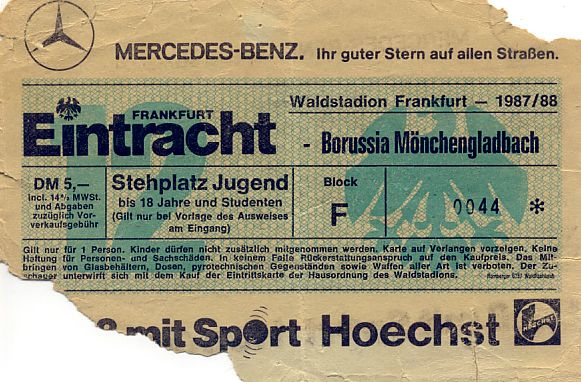 MERCEDES-BENZ. Ihr guter Stern auf allen Straßen.
Waldstadion Frankfurt — 1987/88
FRANKFURT
Eintracht - Borussia Mönchengladbach
DM 5,—
incl. 14% MWSt.
und Abgaben
zuzüglich Vor-
verkaufsgebühr
Stehplatz Jugend
bis 18 Jahre und Studenten
(Gilt nur bei Vorlage des Ausweises
am Eingang)
Block
F
0044 *
Gilt nur für 1 Person. Kinder dürfen nicht zusätzlich mitgenommen werden. Karte auf Verlangen vorzeigen. Keine
Haftung für Personen- und Sachschäden. In keinem Falle Rückerstattungsanspruch auf den Kaufpreis. Das Mit-
bringen von Glasbehältern, Dosen, pyrotechnischen Gegenständen sowie Waffen aller Art ist verboten. Der Zu-
schauer unterwirft sich mit dem Kauf der Eintrittskarte der Hausordnung des Waldstadions.
mit Sport Hoechst
HOECHST